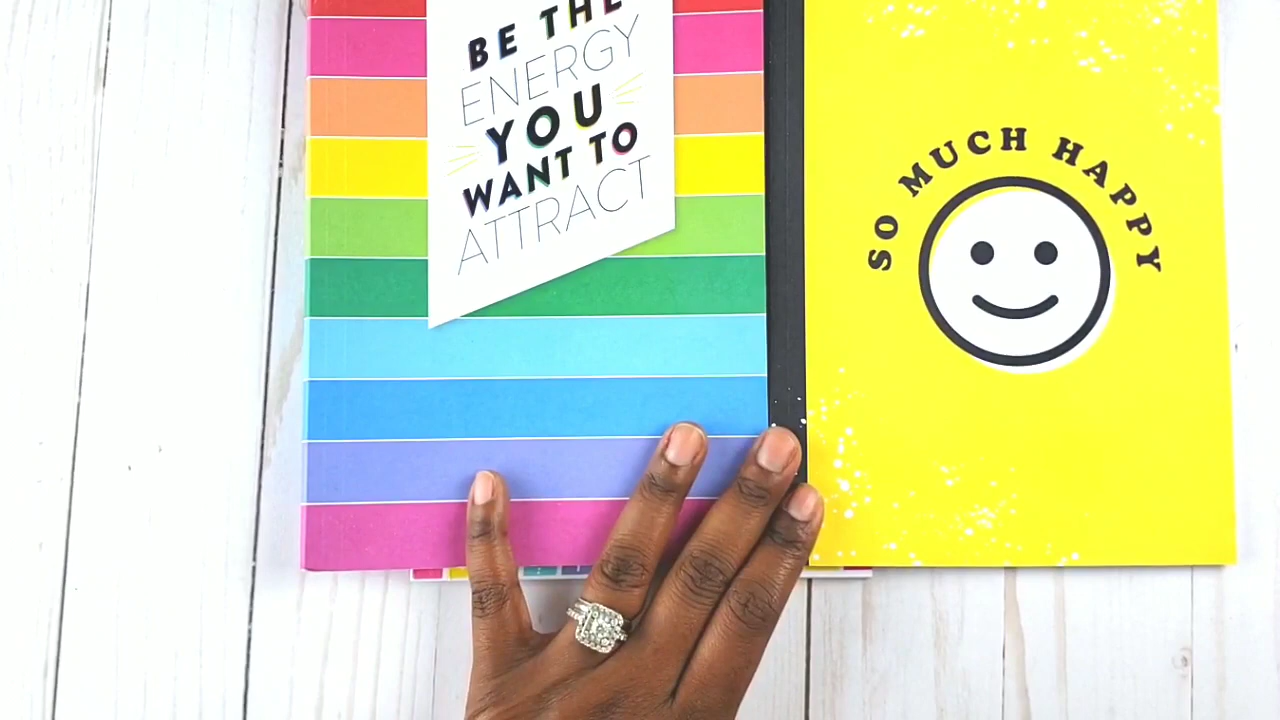 BE THE
ENERGY
YOU
WANT TO
ATTRACT
SO MUCH HAPPY